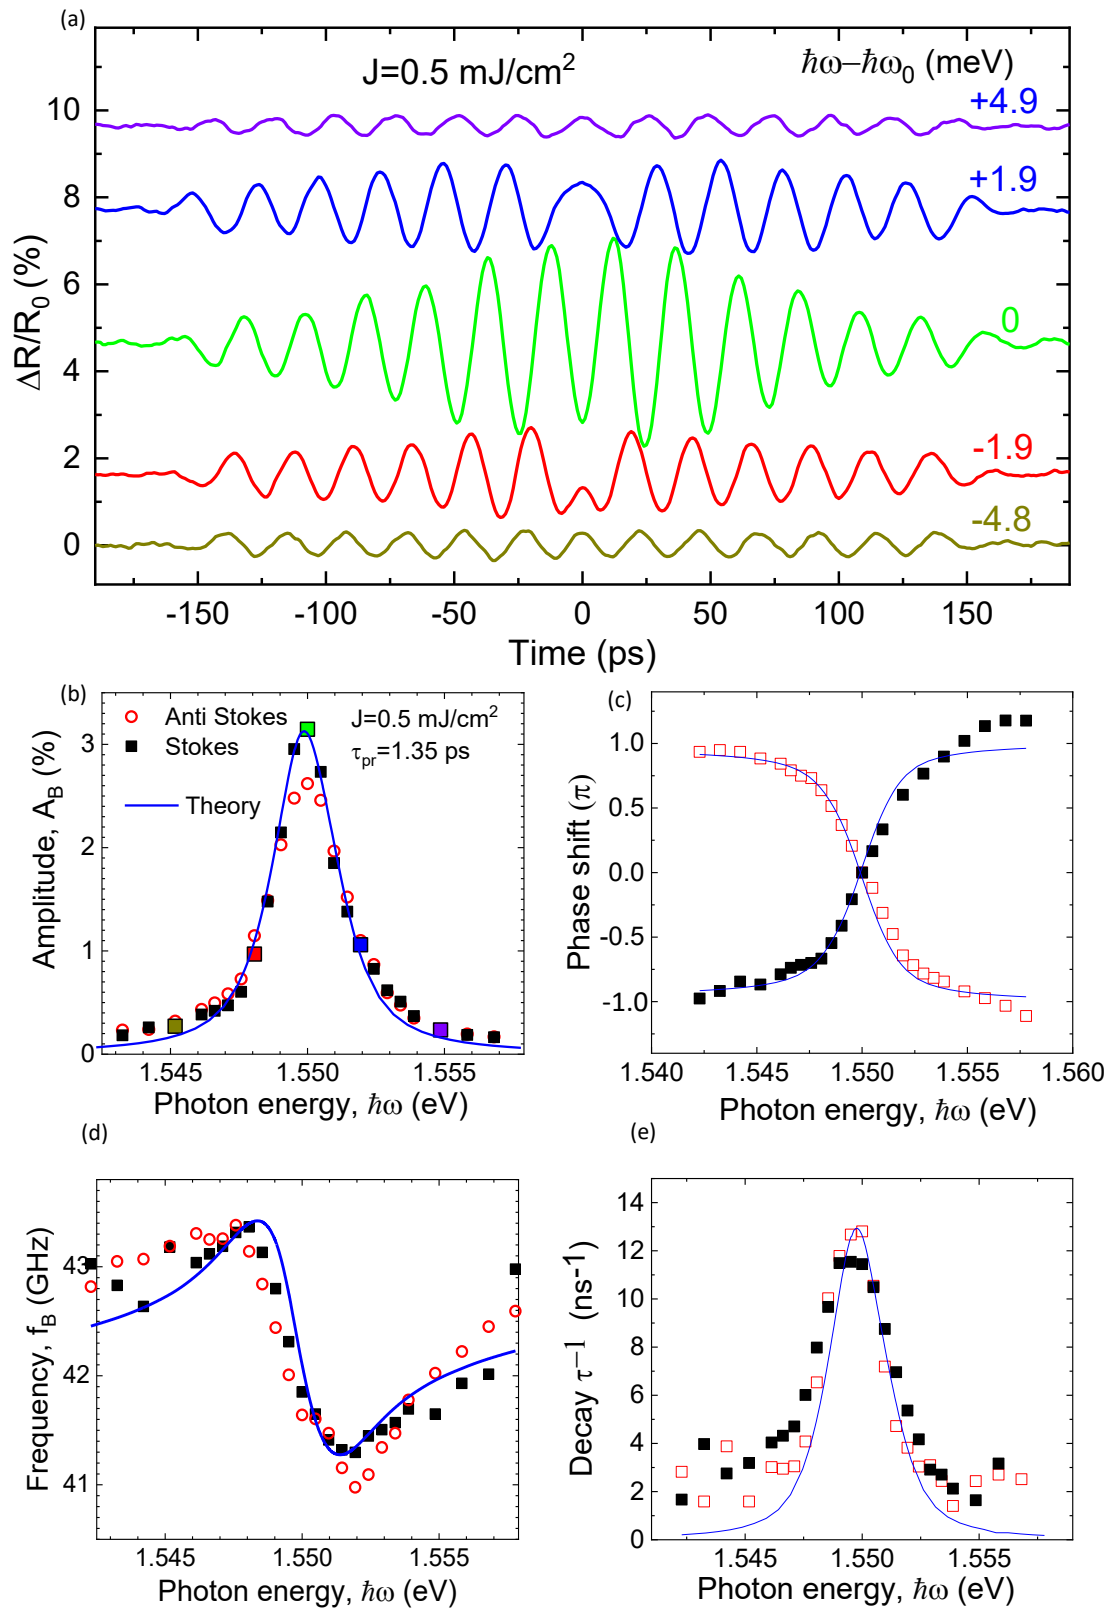 (a)
J=0.5 mJ/cm²
ħω−ħω₀ (meV)
+4.9
+1.9
0
-1.9
-4.8
ΔR/R₀ (%)
10
8
6
4
2
0
-150 -100 -50 0 50 100 150
Time (ps)
(b)
Anti Stokes
Stokes
Theory
J=0.5 mJ/cm²
τpr=1.35 ps
Amplitude, A_B (%)
3
2
1
0
1.545 1.550 1.555
Photon energy, ħω (eV)
(c)
Phase shift (π)
1.0
0.5
0.0
-0.5
-1.0
1.540 1.545 1.550 1.555 1.560
Photon energy, ħω (eV)
(d)
Frequency, f_B (GHz)
43
42
41
1.545 1.550 1.555
Photon energy, ħω (eV)
(e)
Decay τ⁻¹ (ns-1)
14
12
10
8
6
4
2
0
1.545 1.550 1.555
Photon energy, ħω (eV)